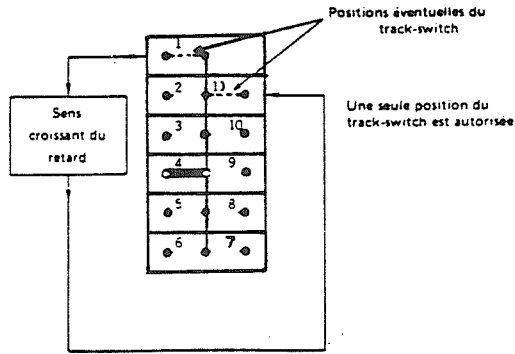 Positions éventuelles du
track-switch
1
2 11
Sens
croissant du
retard
Une seule position du
track-switch est autorisée
3 10
4 9
5 8
6 7